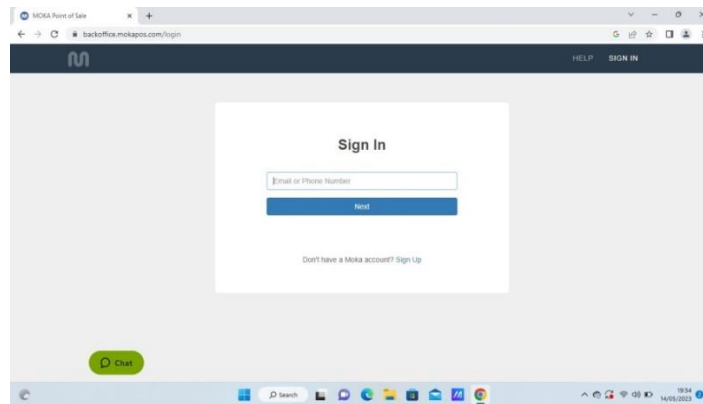 MOKA Point of Sale
backoffice.mokapos.com/login
HELP SIGN IN
Sign In
Email or Phone Number
Next
Don't have a Moka account? Sign Up
Chat
Search
19:34
14/05/2023